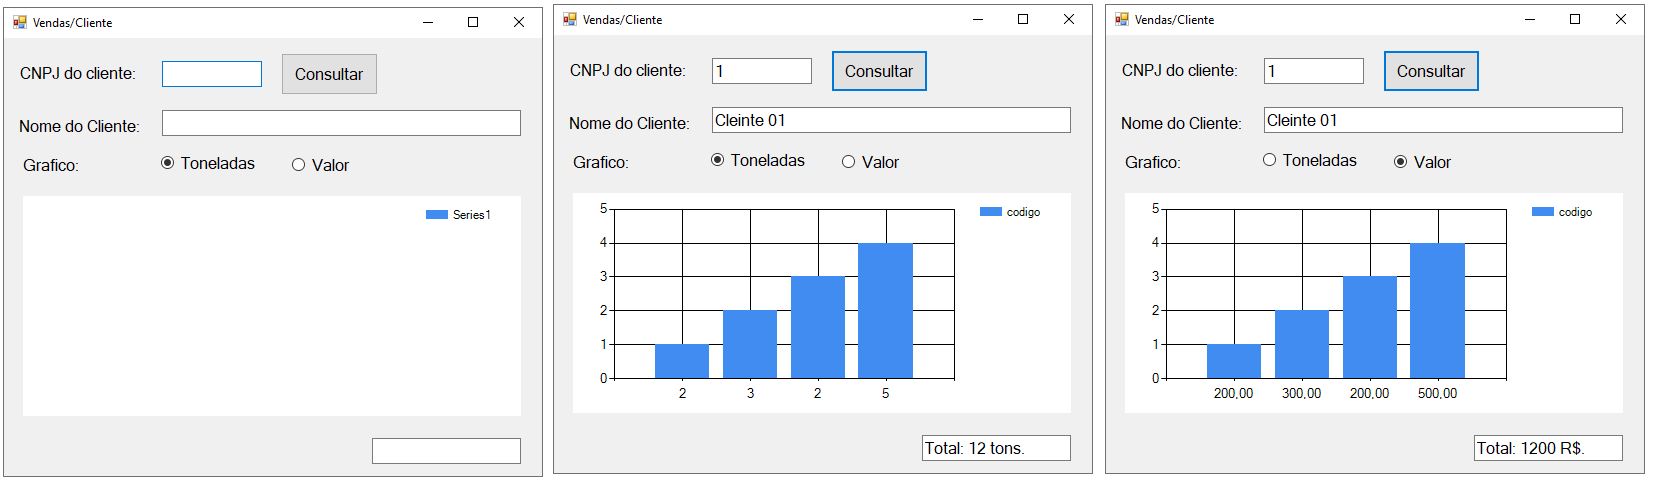 Vendas/Cliente
CNPJ do cliente:
Consultar
Nome do Cliente:
Grafico:
Toneladas
Valor
Series1
Vendas/Cliente
CNPJ do cliente:
1
Consultar
Nome do Cliente:
Cleinte 01
Grafico:
Toneladas
Valor
codigo
5
4
3
2
1
0
2 3 2 5
Total: 12 tons.
Vendas/Cliente
CNPJ do cliente:
1
Consultar
Nome do Cliente:
Cleinte 01
Grafico:
Toneladas
Valor
codigo
5
4
3
2
1
0
200,00 300,00 200,00 500,00
Total: 1200 R$.